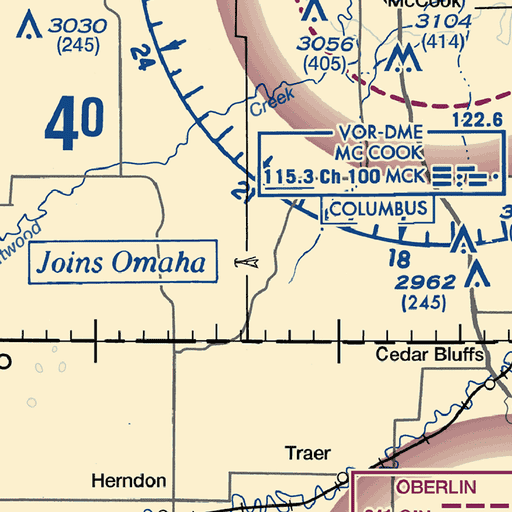 McCook
3030
(245)
3104
(414)
3056
(405)
24
Creek
4⁰
122.6
VOR-DME
MC COOK
115.3 Ch 100 MCK
21
COLUMBUS
Joins Omaha
18
2962
(245)
Cedar Bluffs
Traer
Herndon
OBERLIN